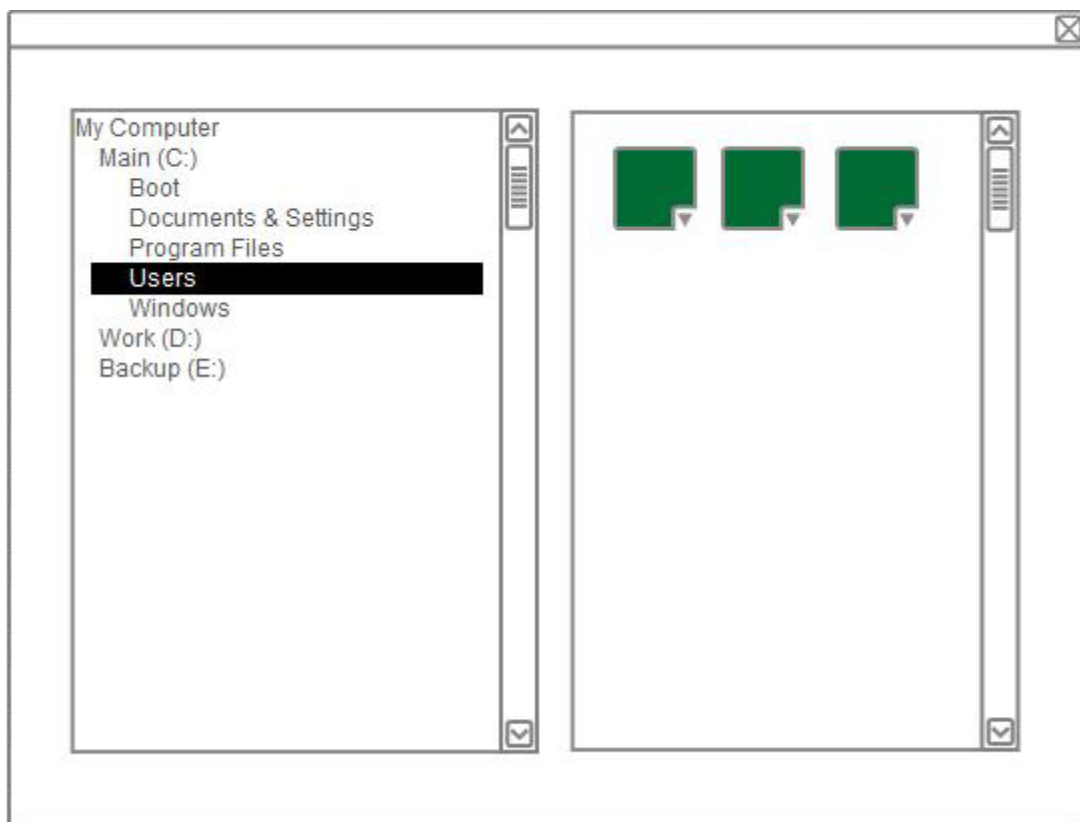 My Computer
Main (C:)
Boot
Documents & Settings
Program Files
Users
Windows
Work (D:)
Backup (E:)